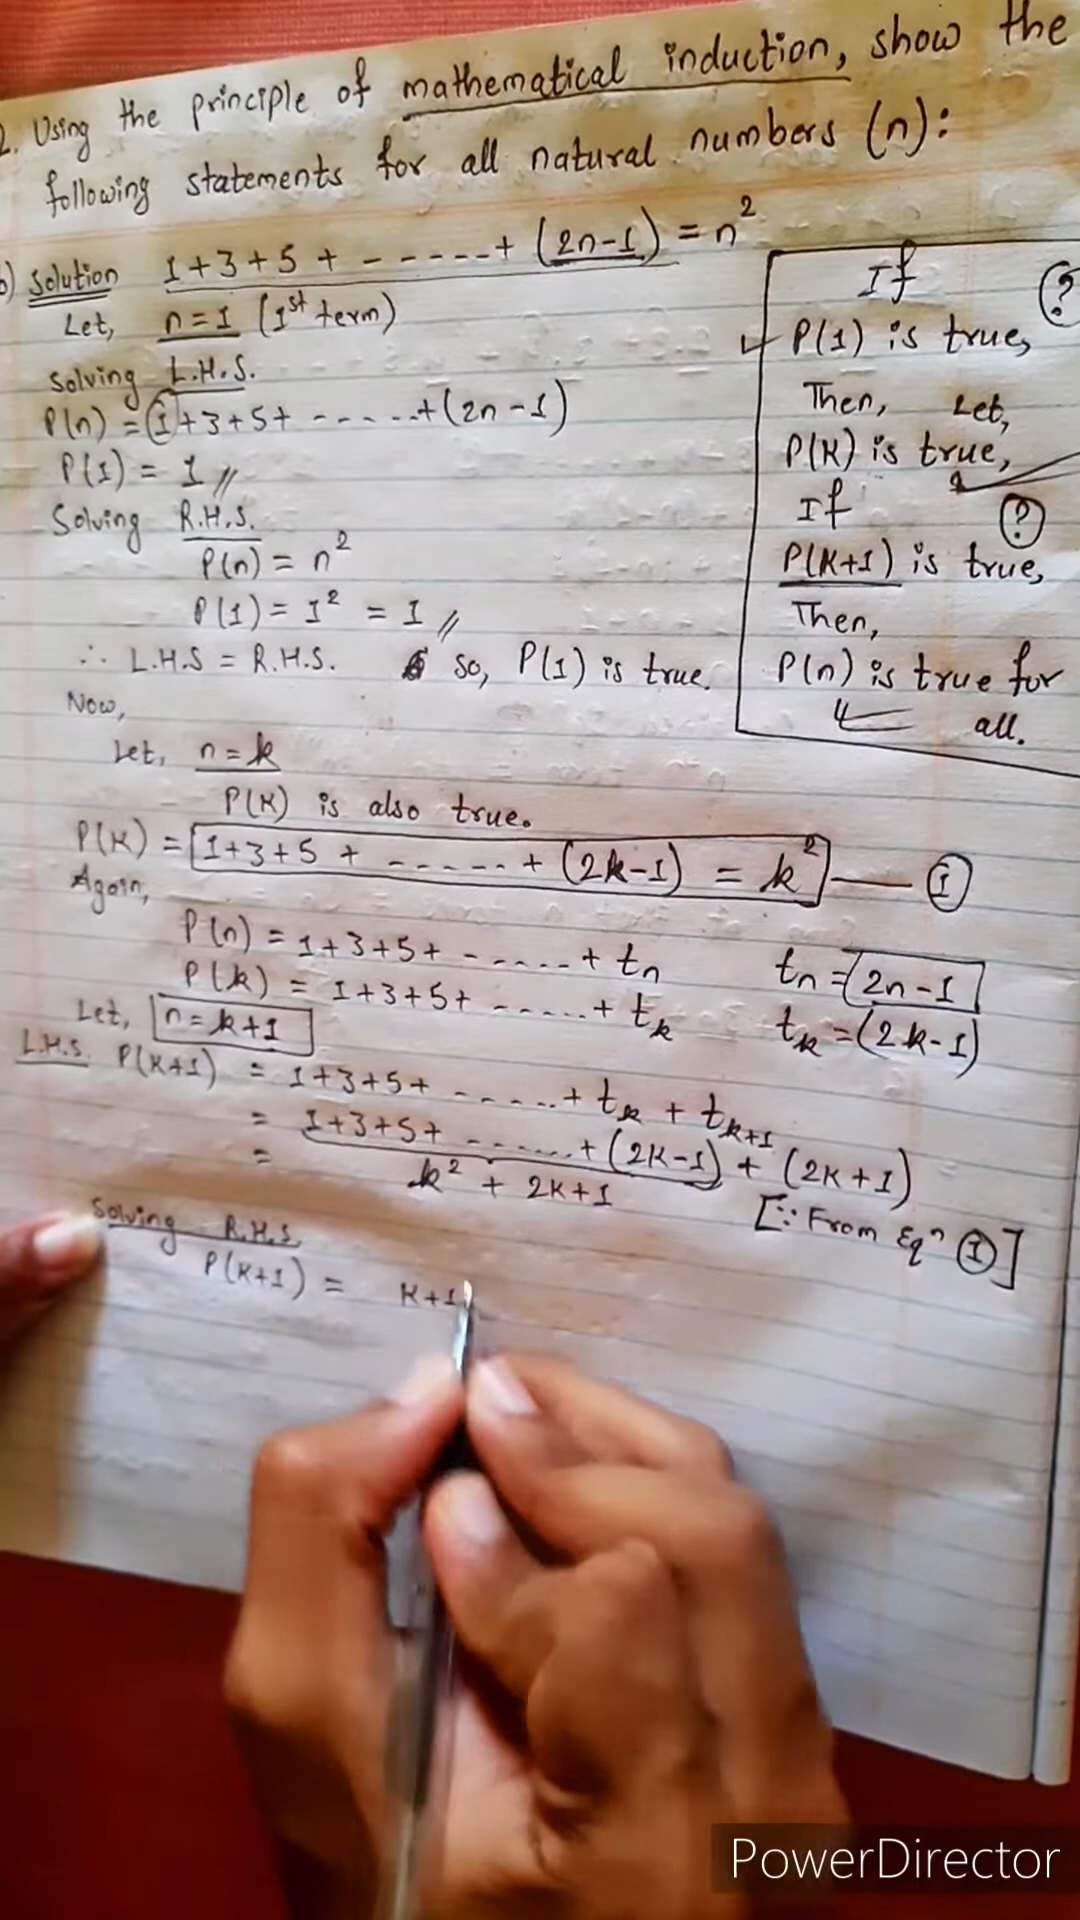 2. Using the principle of mathematical induction, show the
following statements for all natural numbers (n):
b) Solution 1+3+5+ ------+ (2n-1) = n²
Let, n=1 (1st term)
Solving L.H.S.
P(n) = 1+3+5+ ------+(2n-1)
P(1) = 1 //
Solving R.H.S.
P(n) = n²
P(1) = 1² = 1 //
∴ L.H.S = R.H.S. so, P(1) is true.
If ?
P(1) is true,
Then, Let,
P(K) is true,
If ?
P(K+1) is true,
Then,
P(n) is true for
all.
Now,
Let, n=k
P(K) is also true.
P(K) = 1+3+5+ ------+ (2k-1) = k² —— ①
Again,
P(n) = 1+3+5+ ------+ tn tn = (2n-1
P(k) = 1+3+5+ ------+ tk tk = (2k-1)
Let, n=k+1
L.H.S. P(K+1) = 1+3+5+ ------+ tk + tk+1
= 1+3+5+ ------+ (2K-1) + (2K+1)
= k² + 2K+1 [∵ From Eqn ①]
Solving R.H.S.
P(K+1) = K+1
PowerDirector